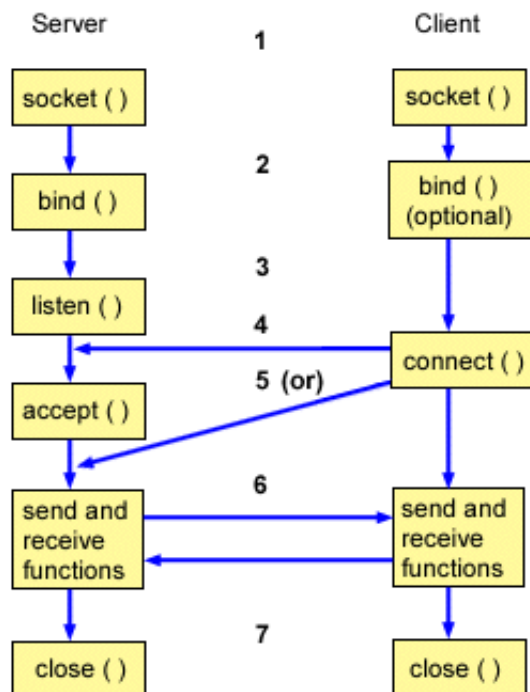 Server
1
Client
socket ( )
socket ( )
2
bind ( )
bind ( )
(optional)
3
listen ( )
4
connect ( )
5 (or)
accept ( )
6
send and
receive
functions
send and
receive
functions
7
close ( )
close ( )